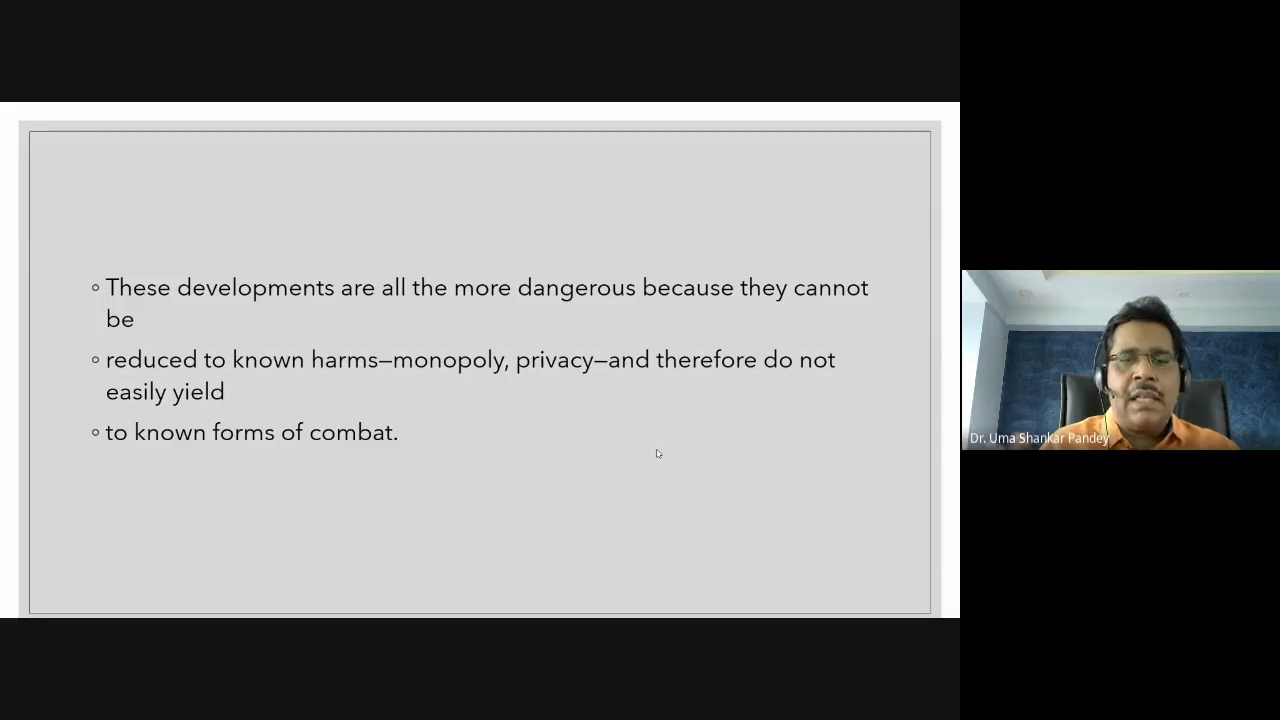 ◦ These developments are all the more dangerous because they cannot
be
◦ reduced to known harms—monopoly, privacy—and therefore do not
easily yield
◦ to known forms of combat.
Dr. Uma Shankar Pandey